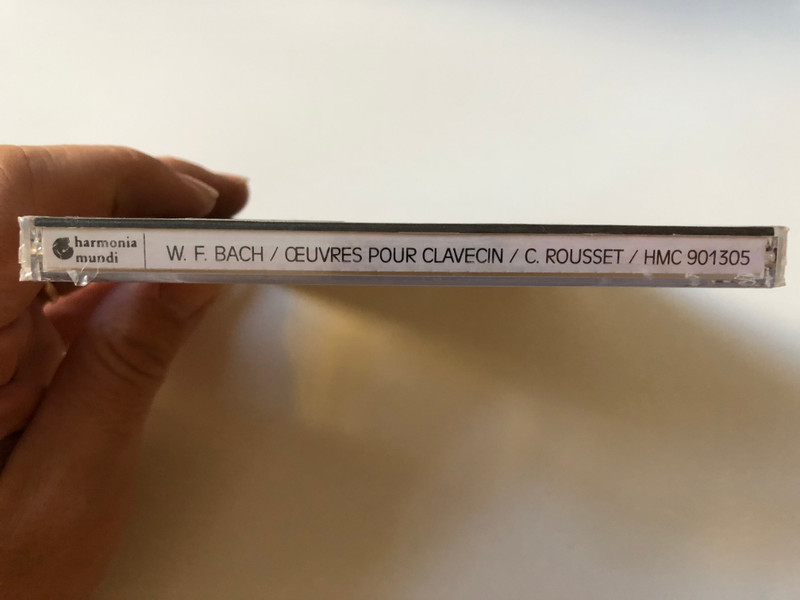 harmonia
mundi
W. F. BACH / ŒUVRES POUR CLAVECIN / C. ROUSSET / HMC 901305